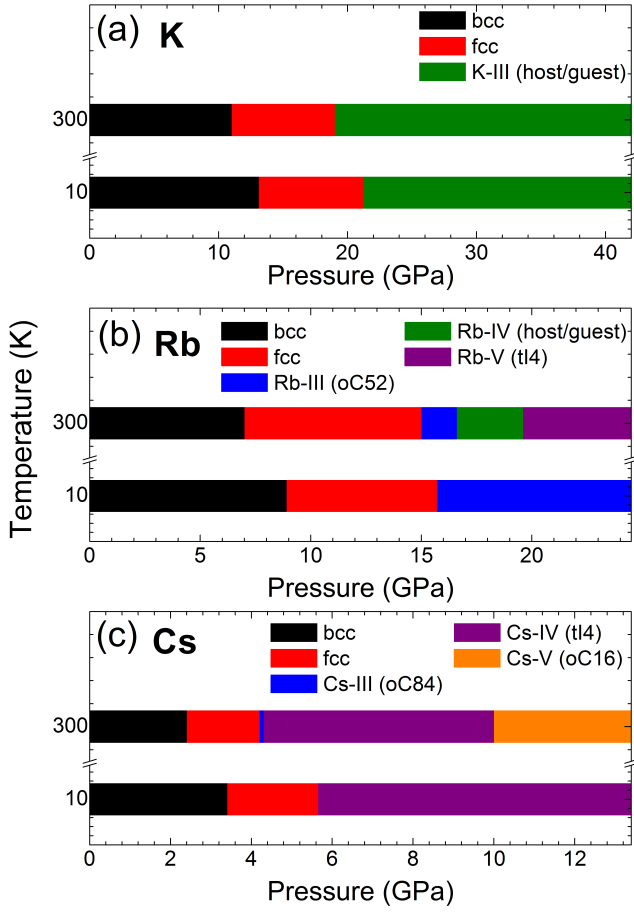 (a) K
bcc
fcc
K-III (host/guest)
300
10
0 10 20 30 40
Pressure (GPa)
Temperature (K)
(b) Rb
bcc Rb-IV (host/guest)
fcc Rb-V (tI4)
Rb-III (oC52)
300
10
0 5 10 15 20
Pressure (GPa)
(c) Cs
bcc Cs-IV (tI4)
fcc Cs-V (oC16)
Cs-III (oC84)
300
10
0 2 4 6 8 10 12
Pressure (GPa)